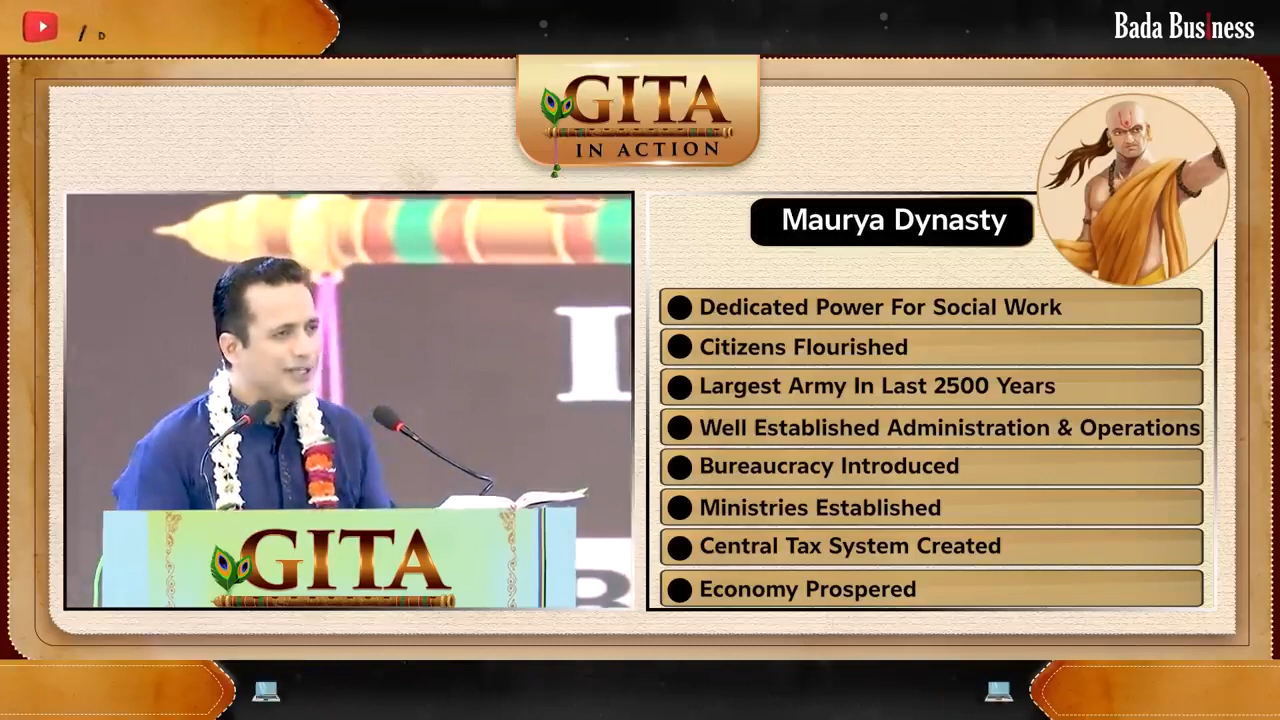 Bada Business
GITA
IN ACTION
Maurya Dynasty
Dedicated Power For Social Work
Citizens Flourished
Largest Army In Last 2500 Years
Well Established Administration & Operations
Bureaucracy Introduced
Ministries Established
Central Tax System Created
Economy Prospered
GITA